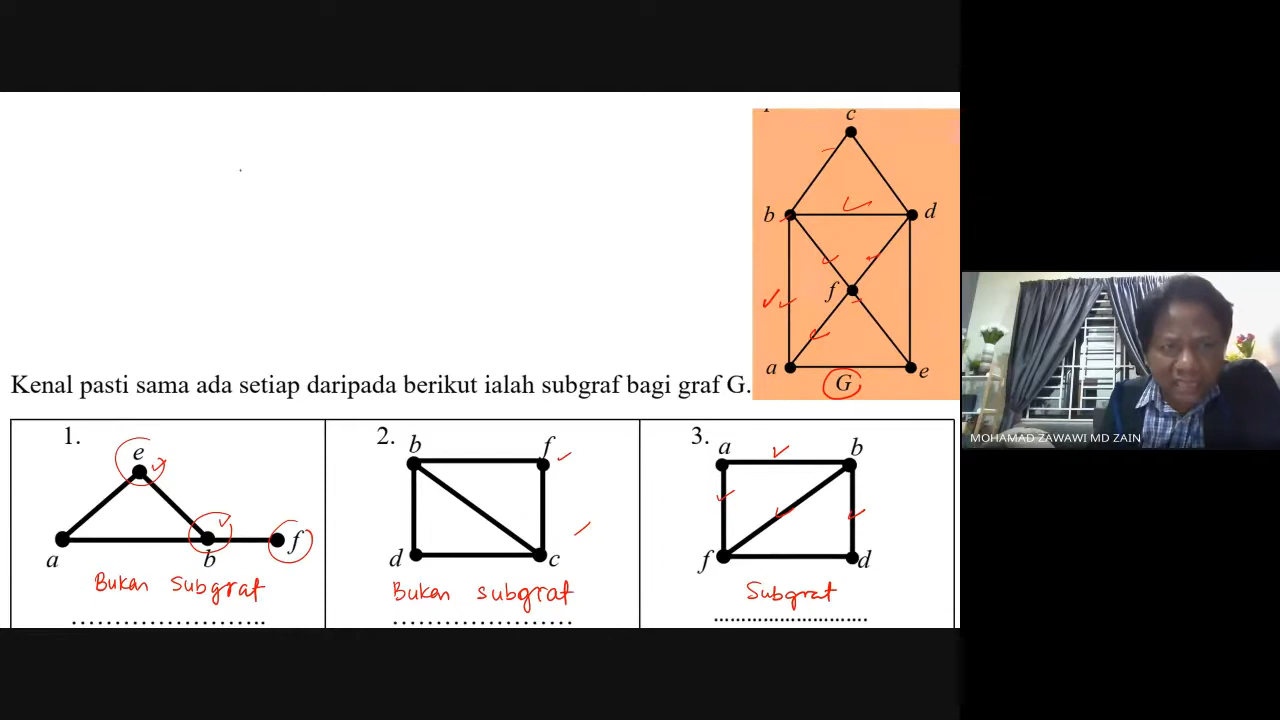 c
b
d
f
a
e
G
Kenal pasti sama ada setiap daripada berikut ialah subgraf bagi graf G.
1.
e
a
b
f
Bukan subgraf
........................
2.
b
f
d
c
Bukan subgraf
......................
3.
a
b
f
d
Subgraf
............................
MOHAMAD ZAWAWI MD ZAIN